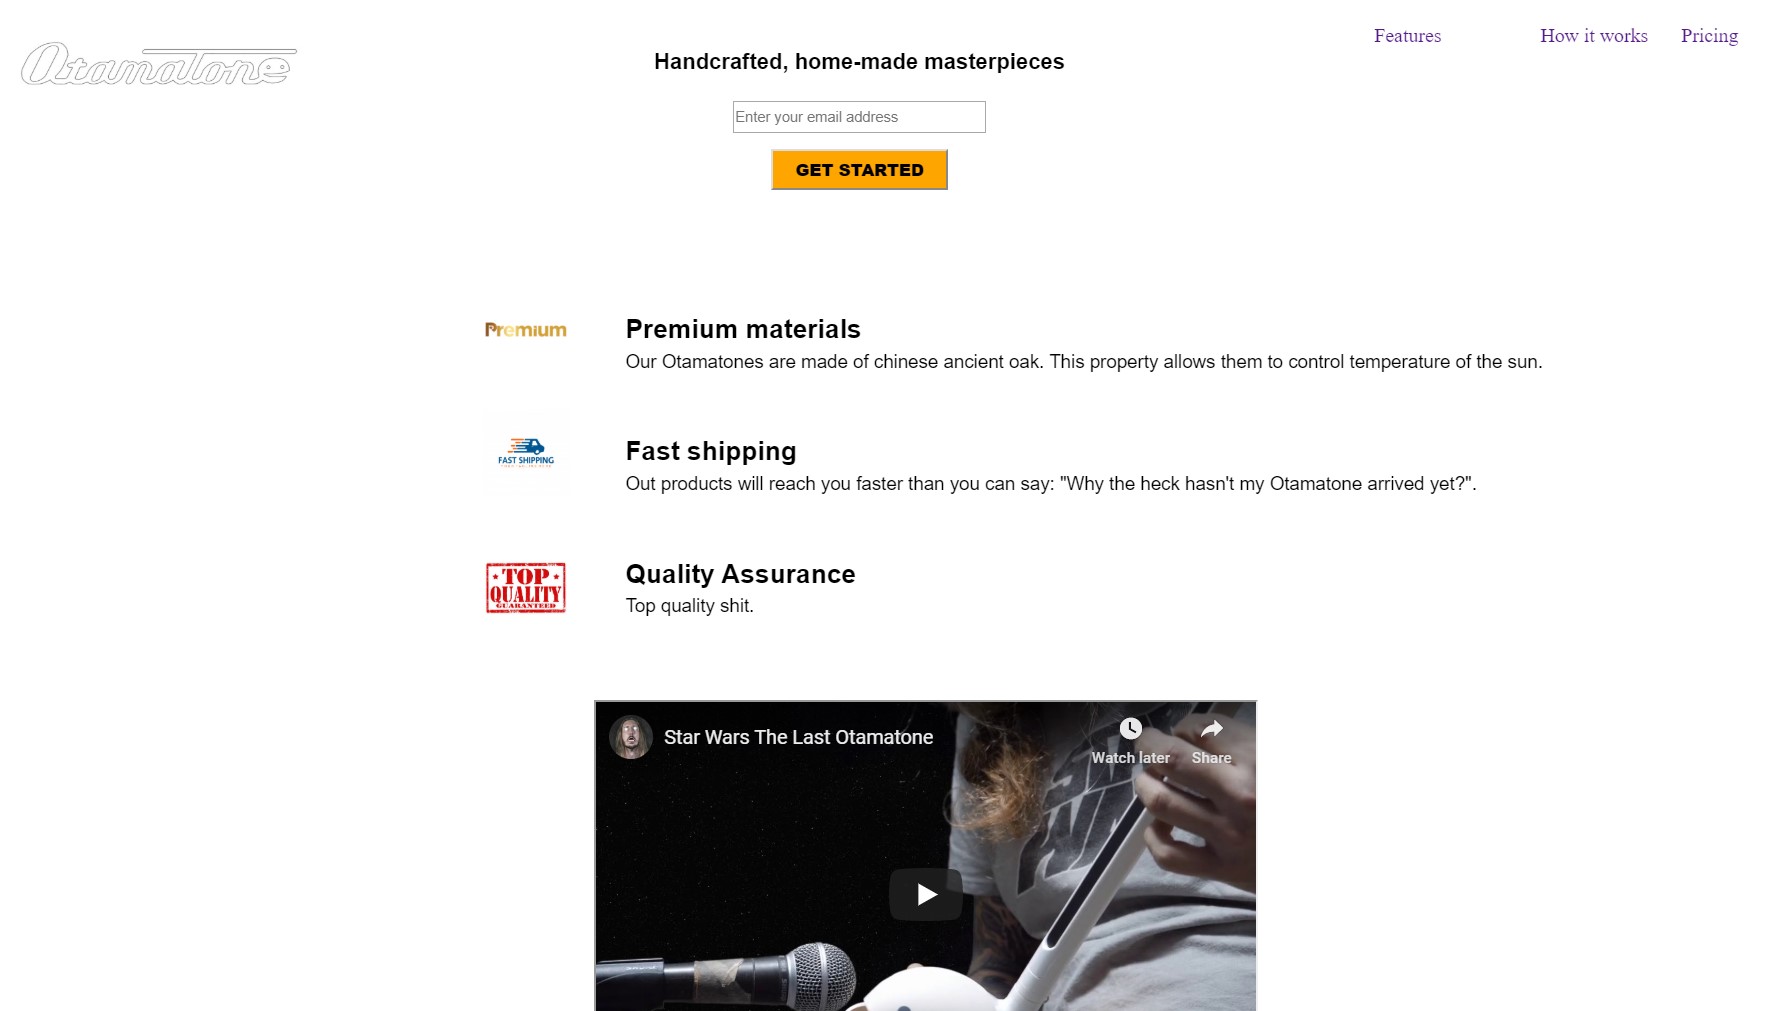 Otamatone
Features
How it works
Pricing
Handcrafted, home-made masterpieces
Enter your email address
GET STARTED
Premium
Premium materials
Our Otamatones are made of chinese ancient oak. This property allows them to control temperature of the sun.
FAST SHIPPING
Fast shipping
Out products will reach you faster than you can say: "Why the heck hasn't my Otamatone arrived yet?".
TOP
QUALITY
GUARANTEED
Quality Assurance
Top quality shit.
Star Wars The Last Otamatone
Watch later
Share